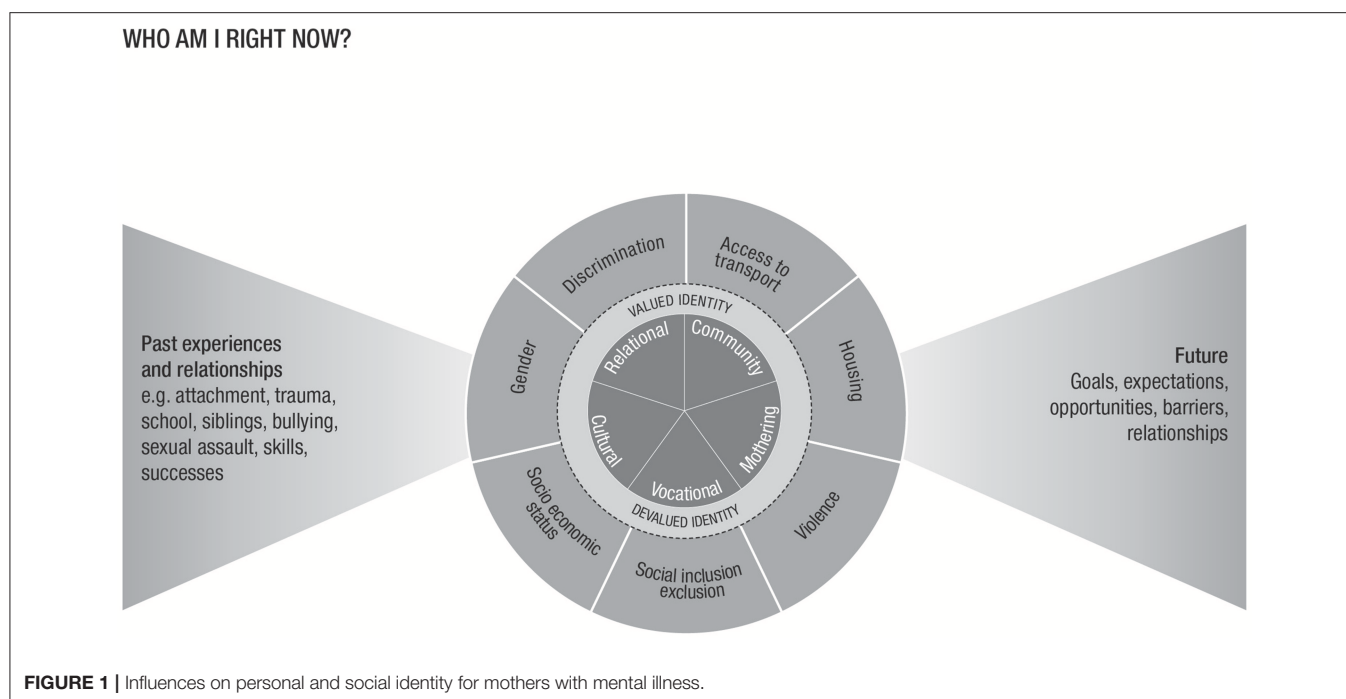 WHO AM I RIGHT NOW?
Past experiences
and relationships
e.g. attachment, trauma,
school, siblings, bullying,
sexual assault, skills,
successes
Discrimination
Access to
transport
Gender
Housing
Socio economic
status
Violence
Social inclusion
exclusion
VALUED IDENTITY
Relational
Community
Cultural
Mothering
Vocational
DEVALUED IDENTITY
Future
Goals, expectations,
opportunities, barriers,
relationships
FIGURE 1 | Influences on personal and social identity for mothers with mental illness.